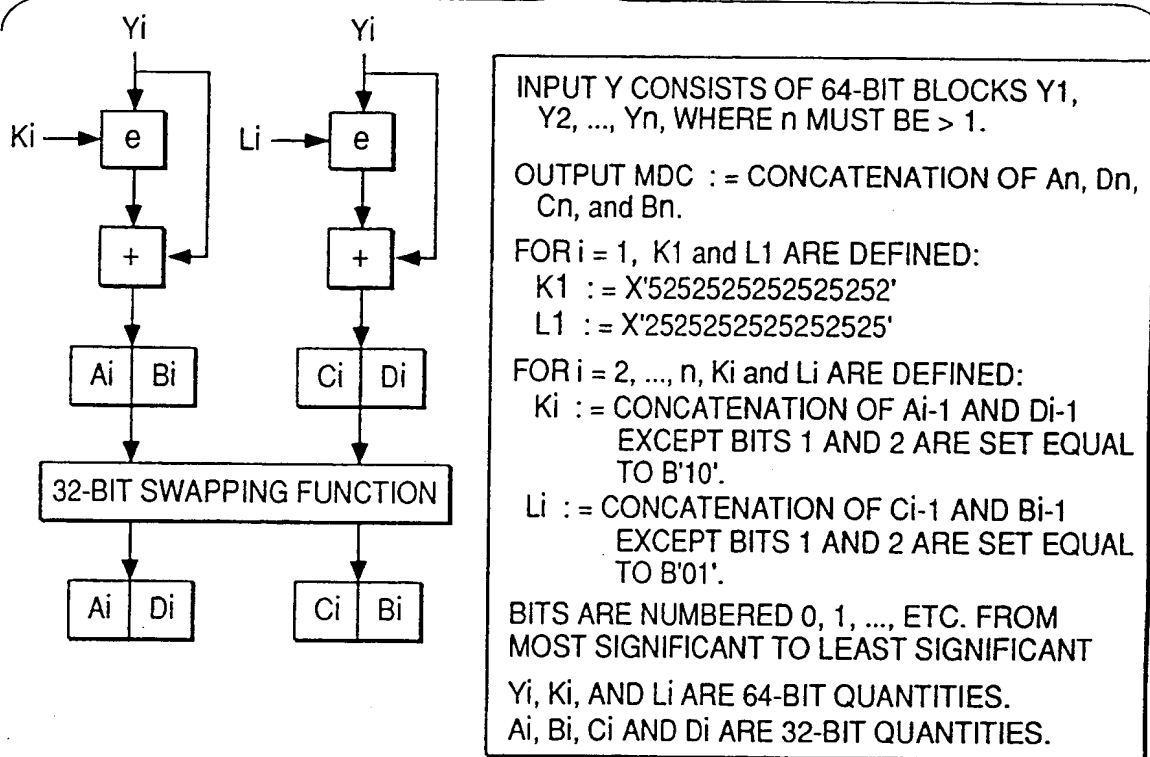 Yi Yi
Ki e Li e
+ +
Ai Bi Ci Di
32-BIT SWAPPING FUNCTION
Ai Di Ci Bi
INPUT Y CONSISTS OF 64-BIT BLOCKS Y1,
Y2, ..., Yn, WHERE n MUST BE > 1.
OUTPUT MDC : = CONCATENATION OF An, Dn,
Cn, and Bn.
FOR i = 1, K1 and L1 ARE DEFINED:
K1 : = X'5252525252525252'
L1 : = X'2525252525252525'
FOR i = 2, ..., n, Ki and Li ARE DEFINED:
Ki : = CONCATENATION OF Ai-1 AND Di-1
EXCEPT BITS 1 AND 2 ARE SET EQUAL
TO B'10'.
Li : = CONCATENATION OF Ci-1 AND Bi-1
EXCEPT BITS 1 AND 2 ARE SET EQUAL
TO B'01'.
BITS ARE NUMBERED 0, 1, ..., ETC. FROM
MOST SIGNIFICANT TO LEAST SIGNIFICANT
Yi, Ki, AND Li ARE 64-BIT QUANTITIES.
Ai, Bi, Ci AND Di ARE 32-BIT QUANTITIES.